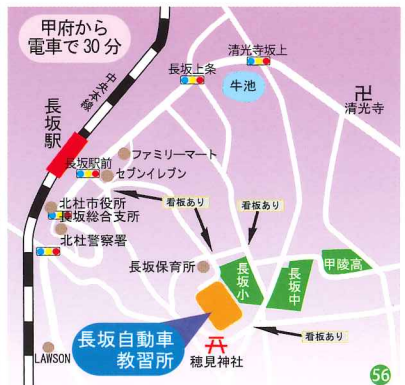 甲府から
電車で30分
中央本線
長坂駅
長坂上条
清光寺坂上
牛池
清光寺
長坂駅前
ファミリーマート
セブンイレブン
北杜市役所
長坂総合支所
北杜警察署
看板あり
看板あり
長坂保育所
長坂小
長坂中
甲陵高
長坂自動車
教習所
看板あり
穂見神社
LAWSON
56